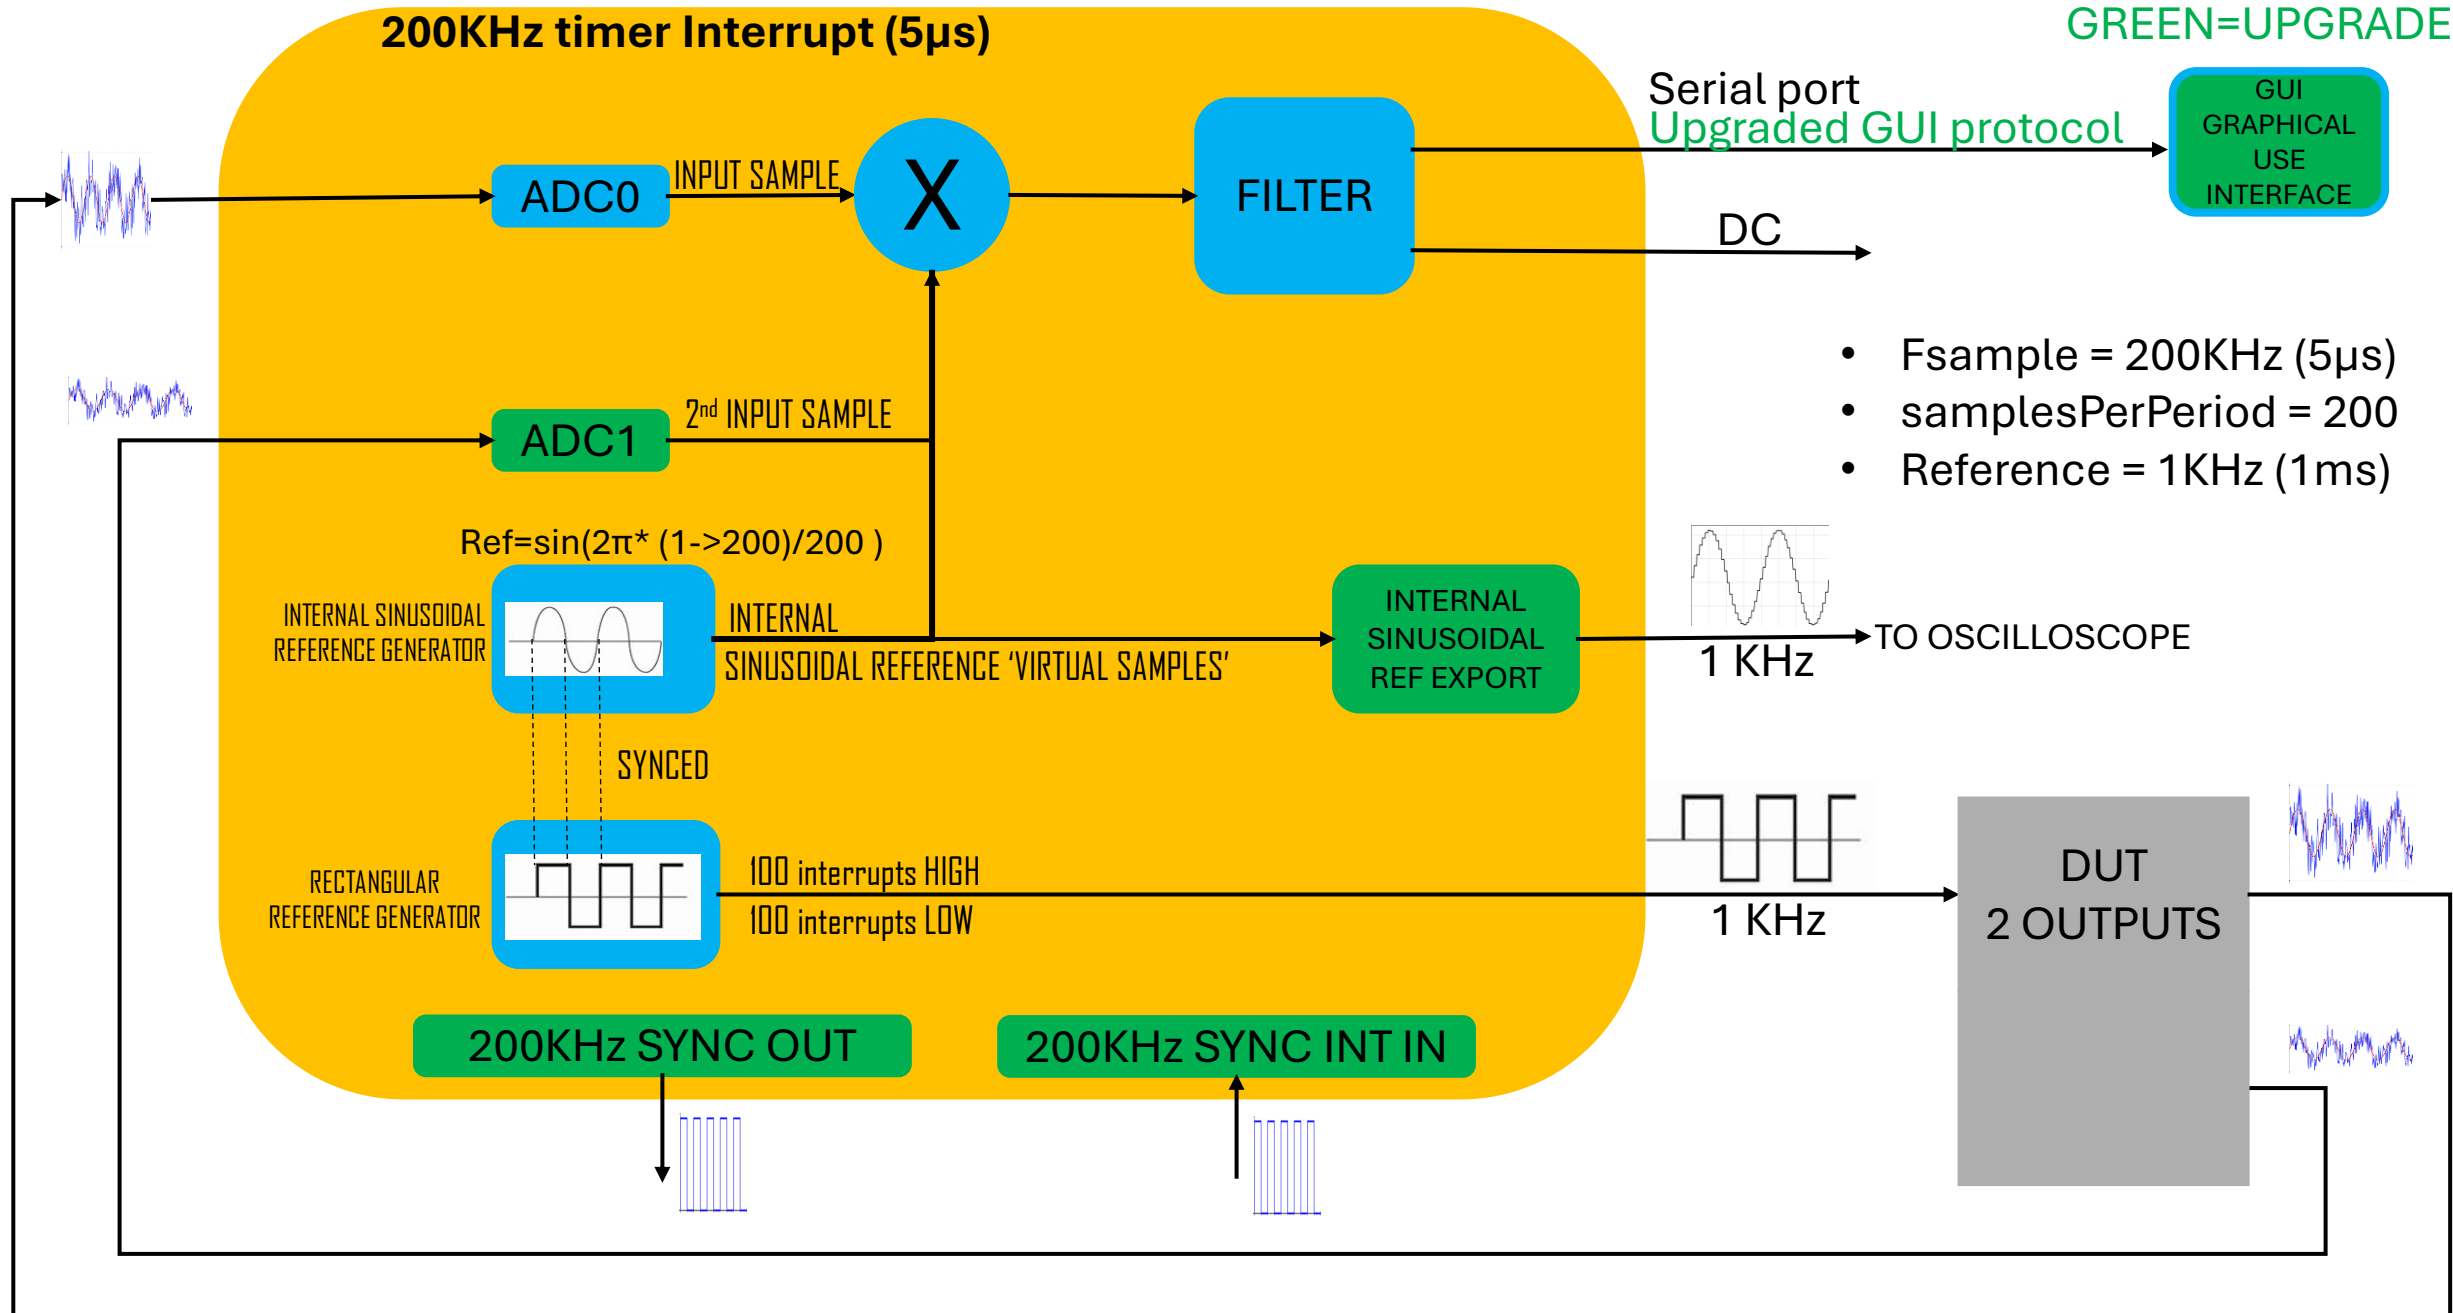 200KHz timer Interrupt (5µs)
GREEN=UPGRADE
Serial port
Upgraded GUI protocol
GUI
GRAPHICAL
USE
INTERFACE
ADC0
INPUT SAMPLE
X
FILTER
DC
ADC1
2nd INPUT SAMPLE
• Fsample = 200KHz (5µs)
• samplesPerPeriod = 200
• Reference = 1KHz (1ms)
Ref=sin(2π* (1->200)/200 )
INTERNAL SINUSOIDAL
REFERENCE GENERATOR
INTERNAL
SINUSOIDAL REFERENCE ‘VIRTUAL SAMPLES’
INTERNAL
SINUSOIDAL
REF EXPORT
1 KHz
TO OSCILLOSCOPE
SYNCED
RECTANGULAR
REFERENCE GENERATOR
100 interrupts HIGH
100 interrupts LOW
1 KHz
DUT
2 OUTPUTS
200KHz SYNC OUT
200KHz SYNC INT IN